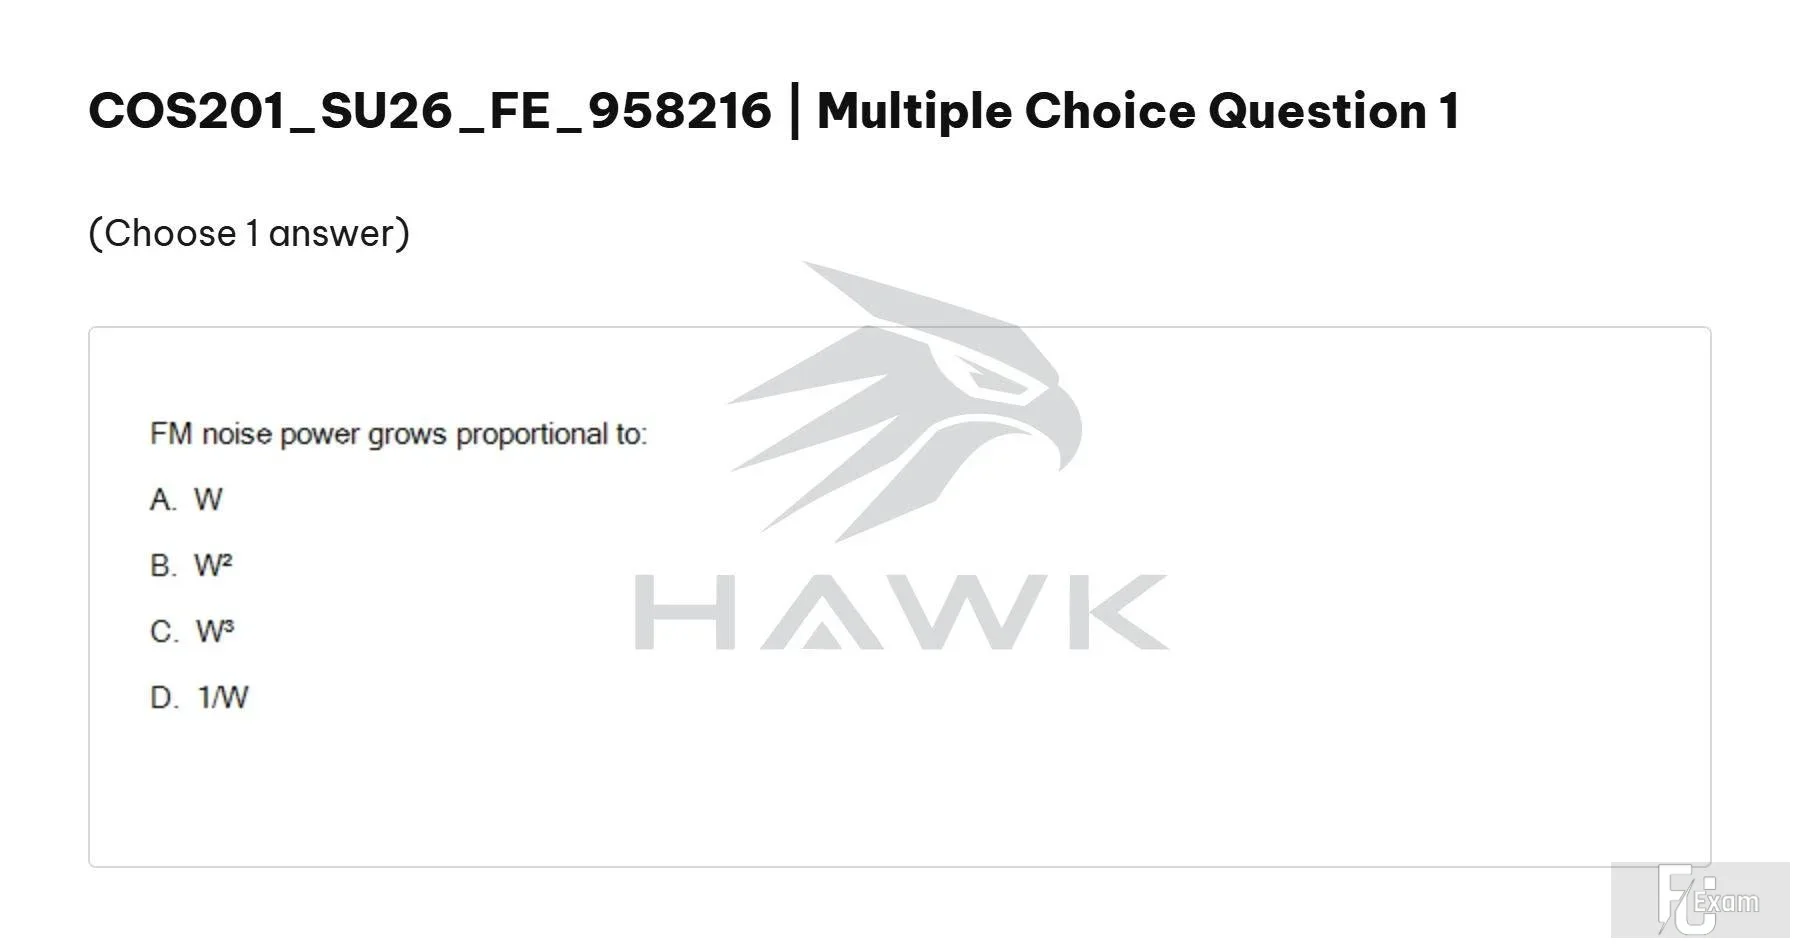 COS201_SU26_FE_958216 | Multiple Choice Question 1
(Choose 1 answer)
FM noise power grows proportional to:
A. W
B. W²
C. W³
D. 1/W
HAWK
FU Exam